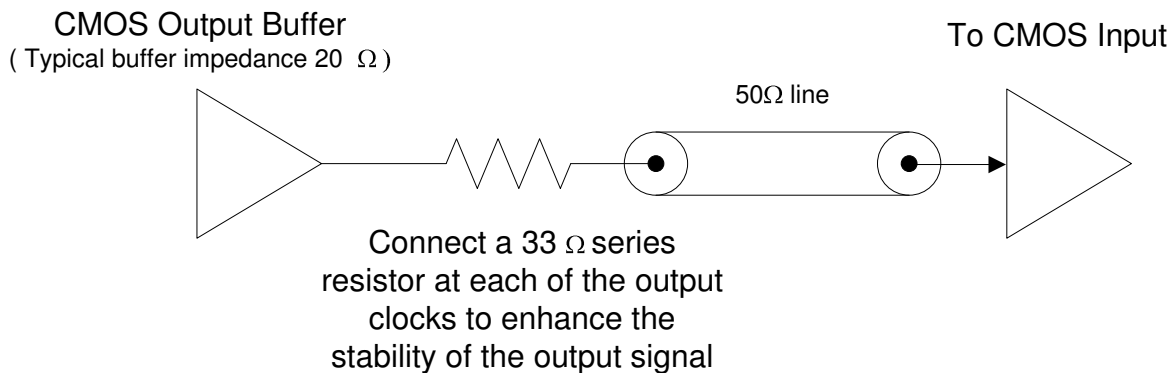 CMOS Output Buffer
( Typical buffer impedance 20 Ω )
To CMOS Input
50Ω line
Connect a 33 Ω series
resistor at each of the output
clocks to enhance the
stability of the output signal